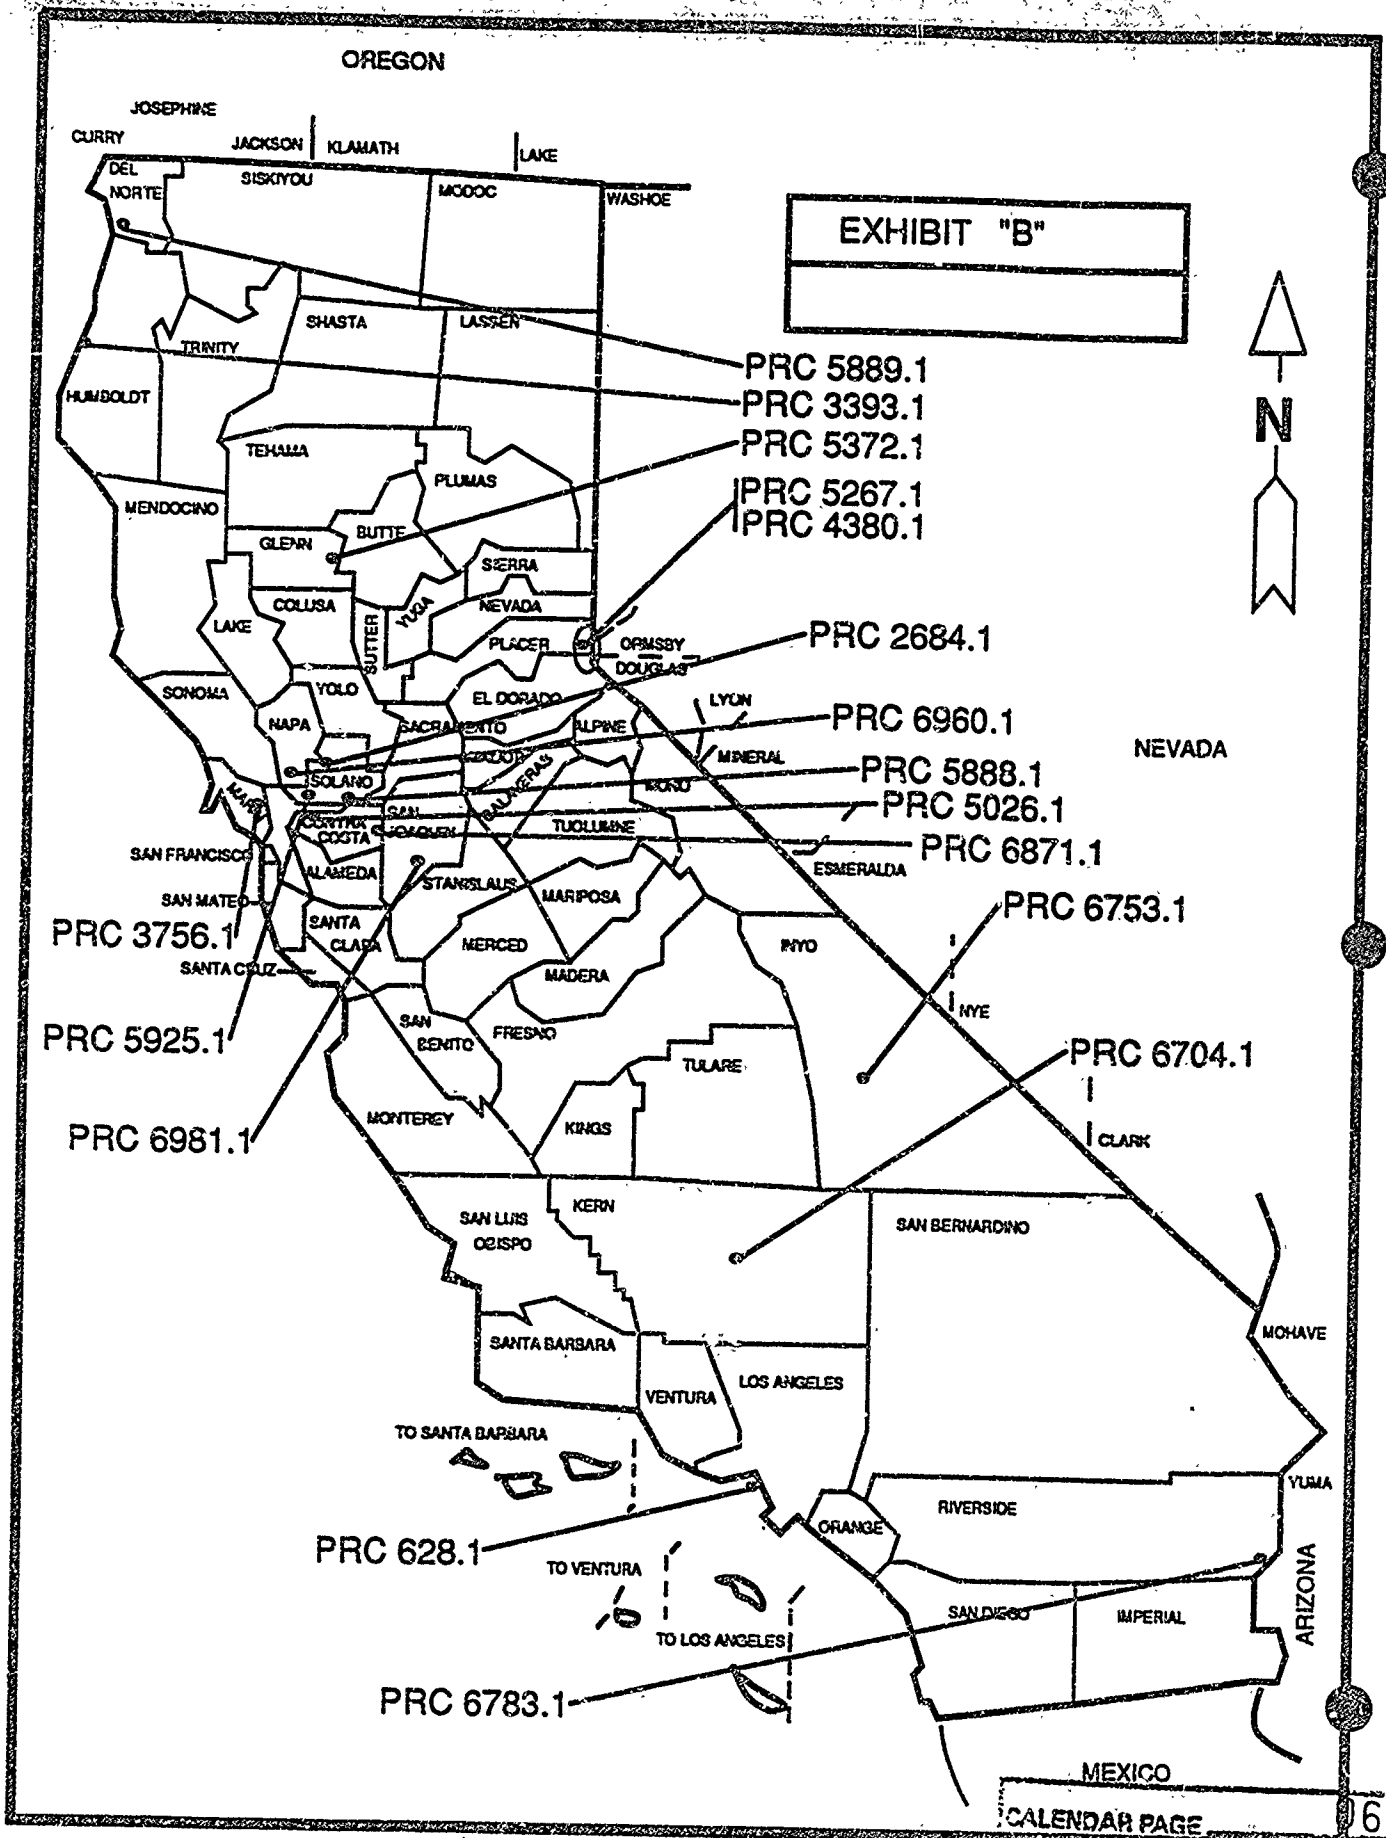 OREGON
JOSEPHINE
CURRY
JACKSON
KLAMATH
LAKE
DEL
NORTE
SISKIYOU
MODOC
WASHOE
EXHIBIT "B"
SHASTA
LASSEN
TRINITY
PRC 5889.1
HUMBOLDT
PRC 3393.1
N
TEHAMA
PRC 5372.1
PLUMAS
MENDOCINO
PRC 5267.1
PRC 4380.1
BUTTE
GLENN
SIERRA
COLUSA
YUGA
NEVADA
LAKE
SUTTER
PLACER
ORMSBY
PRC 2684.1
DOUGLAS
SONOMA
YOLO
EL DORADO
LYON
NAPA
SACRAMENTO
ALPINE
PRC 6960.1
NEVADA
MINERAL
SOLANO
CALAVERAS
MONO
PRC 5888.1
MARIN
SAN
JOAQUIN
PRC 5026.1
CONTRA
COSTA
TUOLUMNE
PRC 6871.1
SAN FRANCISCO
ALAMEDA
STANISLAUS
ESMERALDA
SAN MATEO
MARIPOSA
PRC 6753.1
SANTA
CLARA
PRC 3756.1
MERCED
INYO
SANTA CRUZ
MADERA
NYE
SAN
BENITO
FRESNO
PRC 5925.1
TULARE
PRC 6704.1
MONTEREY
KINGS
PRC 6981.1
CLARK
KERN
SAN LUIS
OBISPO
SAN BERNARDINO
MOHAVE
SANTA BARBARA
LOS ANGELES
VENTURA
TO SANTA BARBARA
YUMA
RIVERSIDE
ORANGE
PRC 628.1
TO VENTURA
ARIZONA
SAN DIEGO
IMPERIAL
TO LOS ANGELES
PRC 6783.1
MEXICO
CALENDAR PAGE